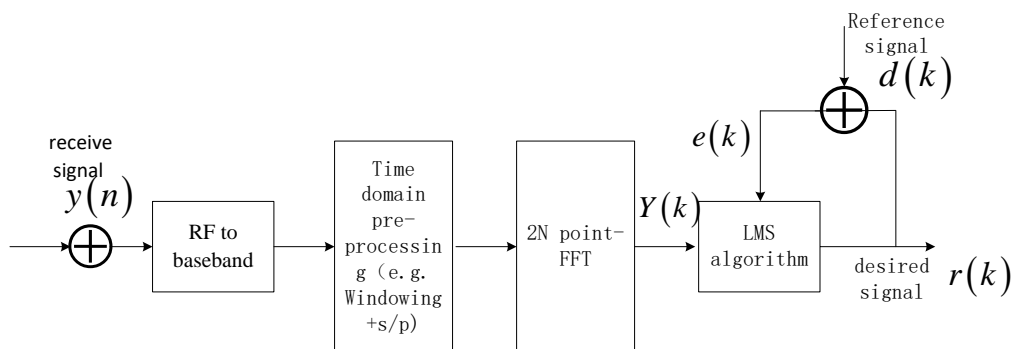 receive
signal
y(n)
RF to
baseband
Time
domain
pre-
processin
g (e.g.
Windowing
+s/p)
2N point-
FFT
Y(k)
LMS
algorithm
e(k)
Reference
signal
d(k)
desired
signal
r(k)